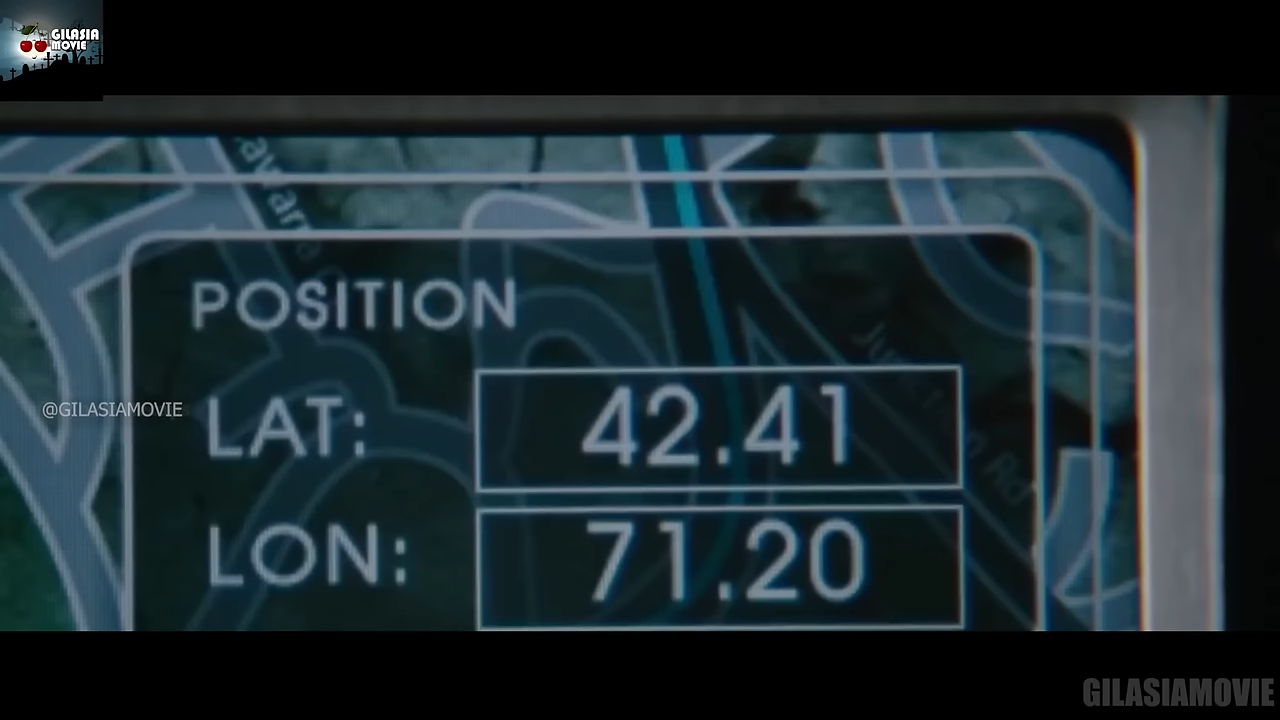 GILASIA
MOVIE
POSITION
LAT: 42.41
@GILASIAMOVIE
LON: 71.20
GILASIAMOVIE